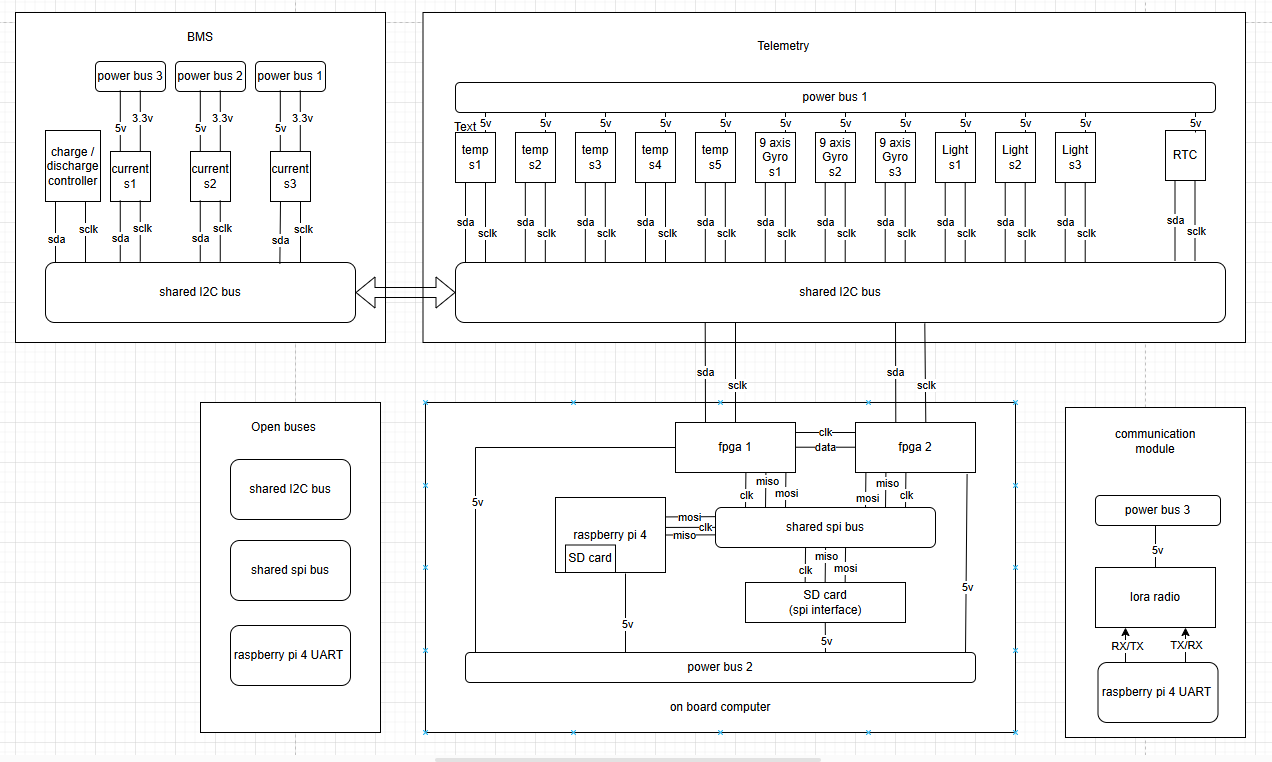 BMS
power bus 3
power bus 2
power bus 1
5v
3.3v
5v
3.3v
5v
3.3v
charge /
discharge
controller
current
s1
current
s2
current
s3
sda
sclk
sda
sclk
sda
sclk
sda
sclk
shared I2C bus
Telemetry
power bus 1
Text
5v
5v
5v
5v
5v
5v
5v
5v
5v
5v
5v
5v
temp
s1
temp
s2
temp
s3
temp
s4
temp
s5
9 axis
Gyro
s1
9 axis
Gyro
s2
9 axis
Gyro
s3
Light
s1
Light
s2
Light
s3
RTC
sda
sclk
sda
sclk
sda
sclk
sda
sclk
sda
sclk
sda
sclk
sda
sclk
sda
sclk
sda
sclk
sda
sclk
sda
sclk
sda
sclk
shared I2C bus
sda
sclk
sda
sclk
Open buses
shared I2C bus
shared spi bus
raspberry pi 4 UART
fpga 1
clk
data
fpga 2
5v
clk
miso
mosi
mosi
miso
clk
raspberry pi 4
SD card
mosi
clk
miso
shared spi bus
clk
miso
mosi
SD card
(spi interface)
5v
5v
5v
power bus 2
on board computer
communication
module
power bus 3
5v
lora radio
RX/TX
TX/RX
raspberry pi 4 UART